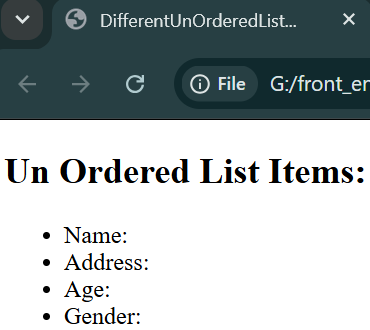 DifferentUnOrderedList...
File G:/front_en
Un Ordered List Items:
Name:
Address:
Age:
Gender: